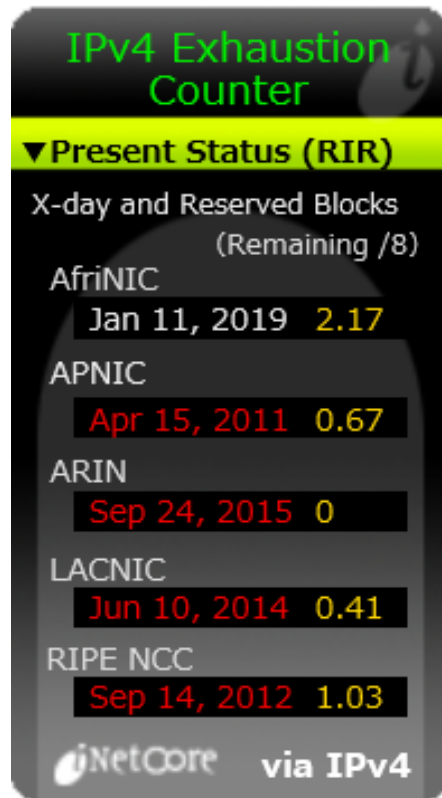 IPv4 Exhaustion
Counter
▼Present Status (RIR)
X-day and Reserved Blocks
(Remaining /8)
AfriNIC
Jan 11, 2019 2.17
APNIC
Apr 15, 2011 0.67
ARIN
Sep 24, 2015 0
LACNIC
Jun 10, 2014 0.41
RIPE NCC
Sep 14, 2012 1.03
iNetCore via IPv4